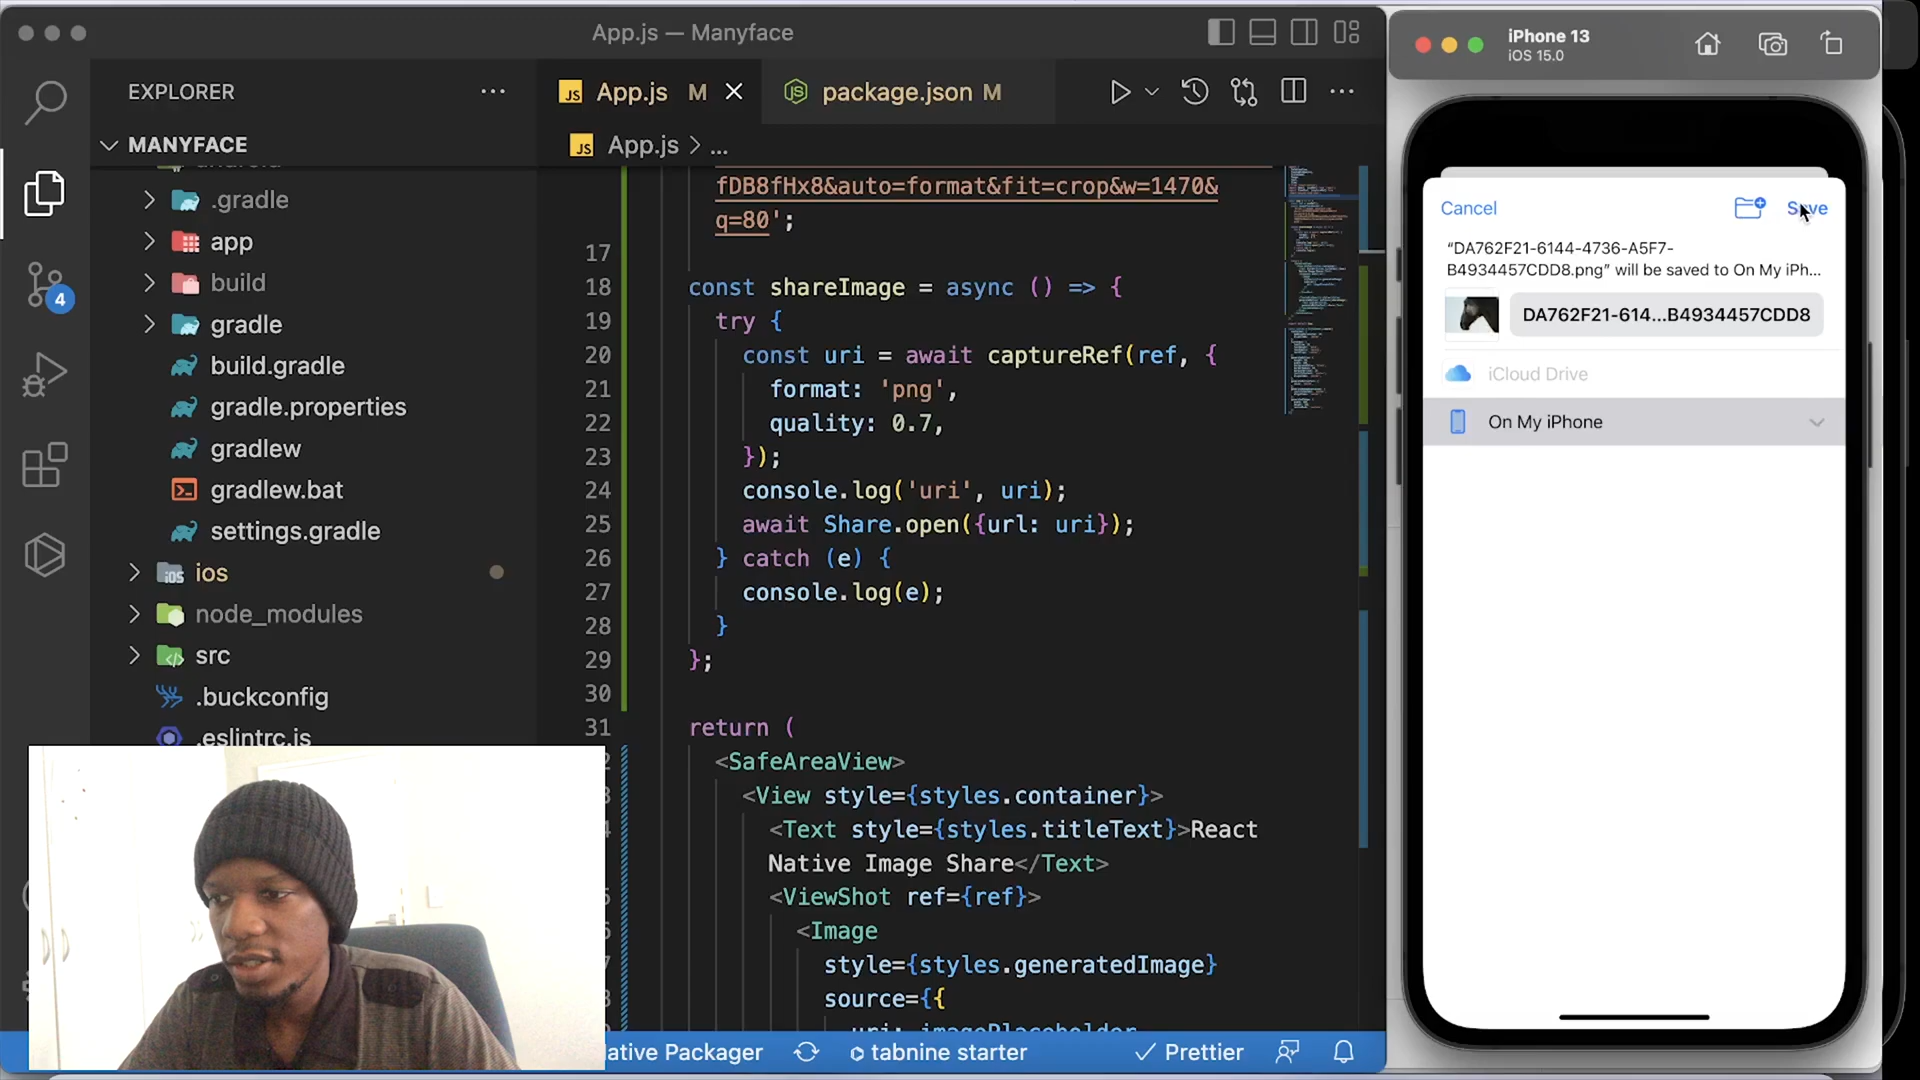 App.js — Manyface
iPhone 13
iOS 15.0
EXPLORER
App.js M
package.json M
MANYFACE
App.js > ...
.gradle
app
build
gradle
build.gradle
gradle.properties
gradlew
gradlew.bat
settings.gradle
ios
node_modules
src
.buckconfig
.eslintrc.js
4
fDB8fHx8&auto=format&fit=crop&w=1470&
q=80';
17
18 const shareImage = async () => {
19 try {
20 const uri = await captureRef(ref, {
21 format: 'png',
22 quality: 0.7,
23 });
24 console.log('uri', uri);
25 await Share.open({url: uri});
26 } catch (e) {
27 console.log(e);
28 }
29 };
30
31 return (
<SafeAreaView>
<View style={styles.container}>
<Text style={styles.titleText}>React
Native Image Share</Text>
<ViewShot ref={ref}>
<Image
style={styles.generatedImage}
source={{
uri: imagePlaceholder
ative Packager
tabnine starter
Prettier
Cancel
Save
“DA762F21-6144-4736-A5F7-
B4934457CDD8.png” will be saved to On My iPh...
DA762F21-614...B4934457CDD8
iCloud Drive
On My iPhone